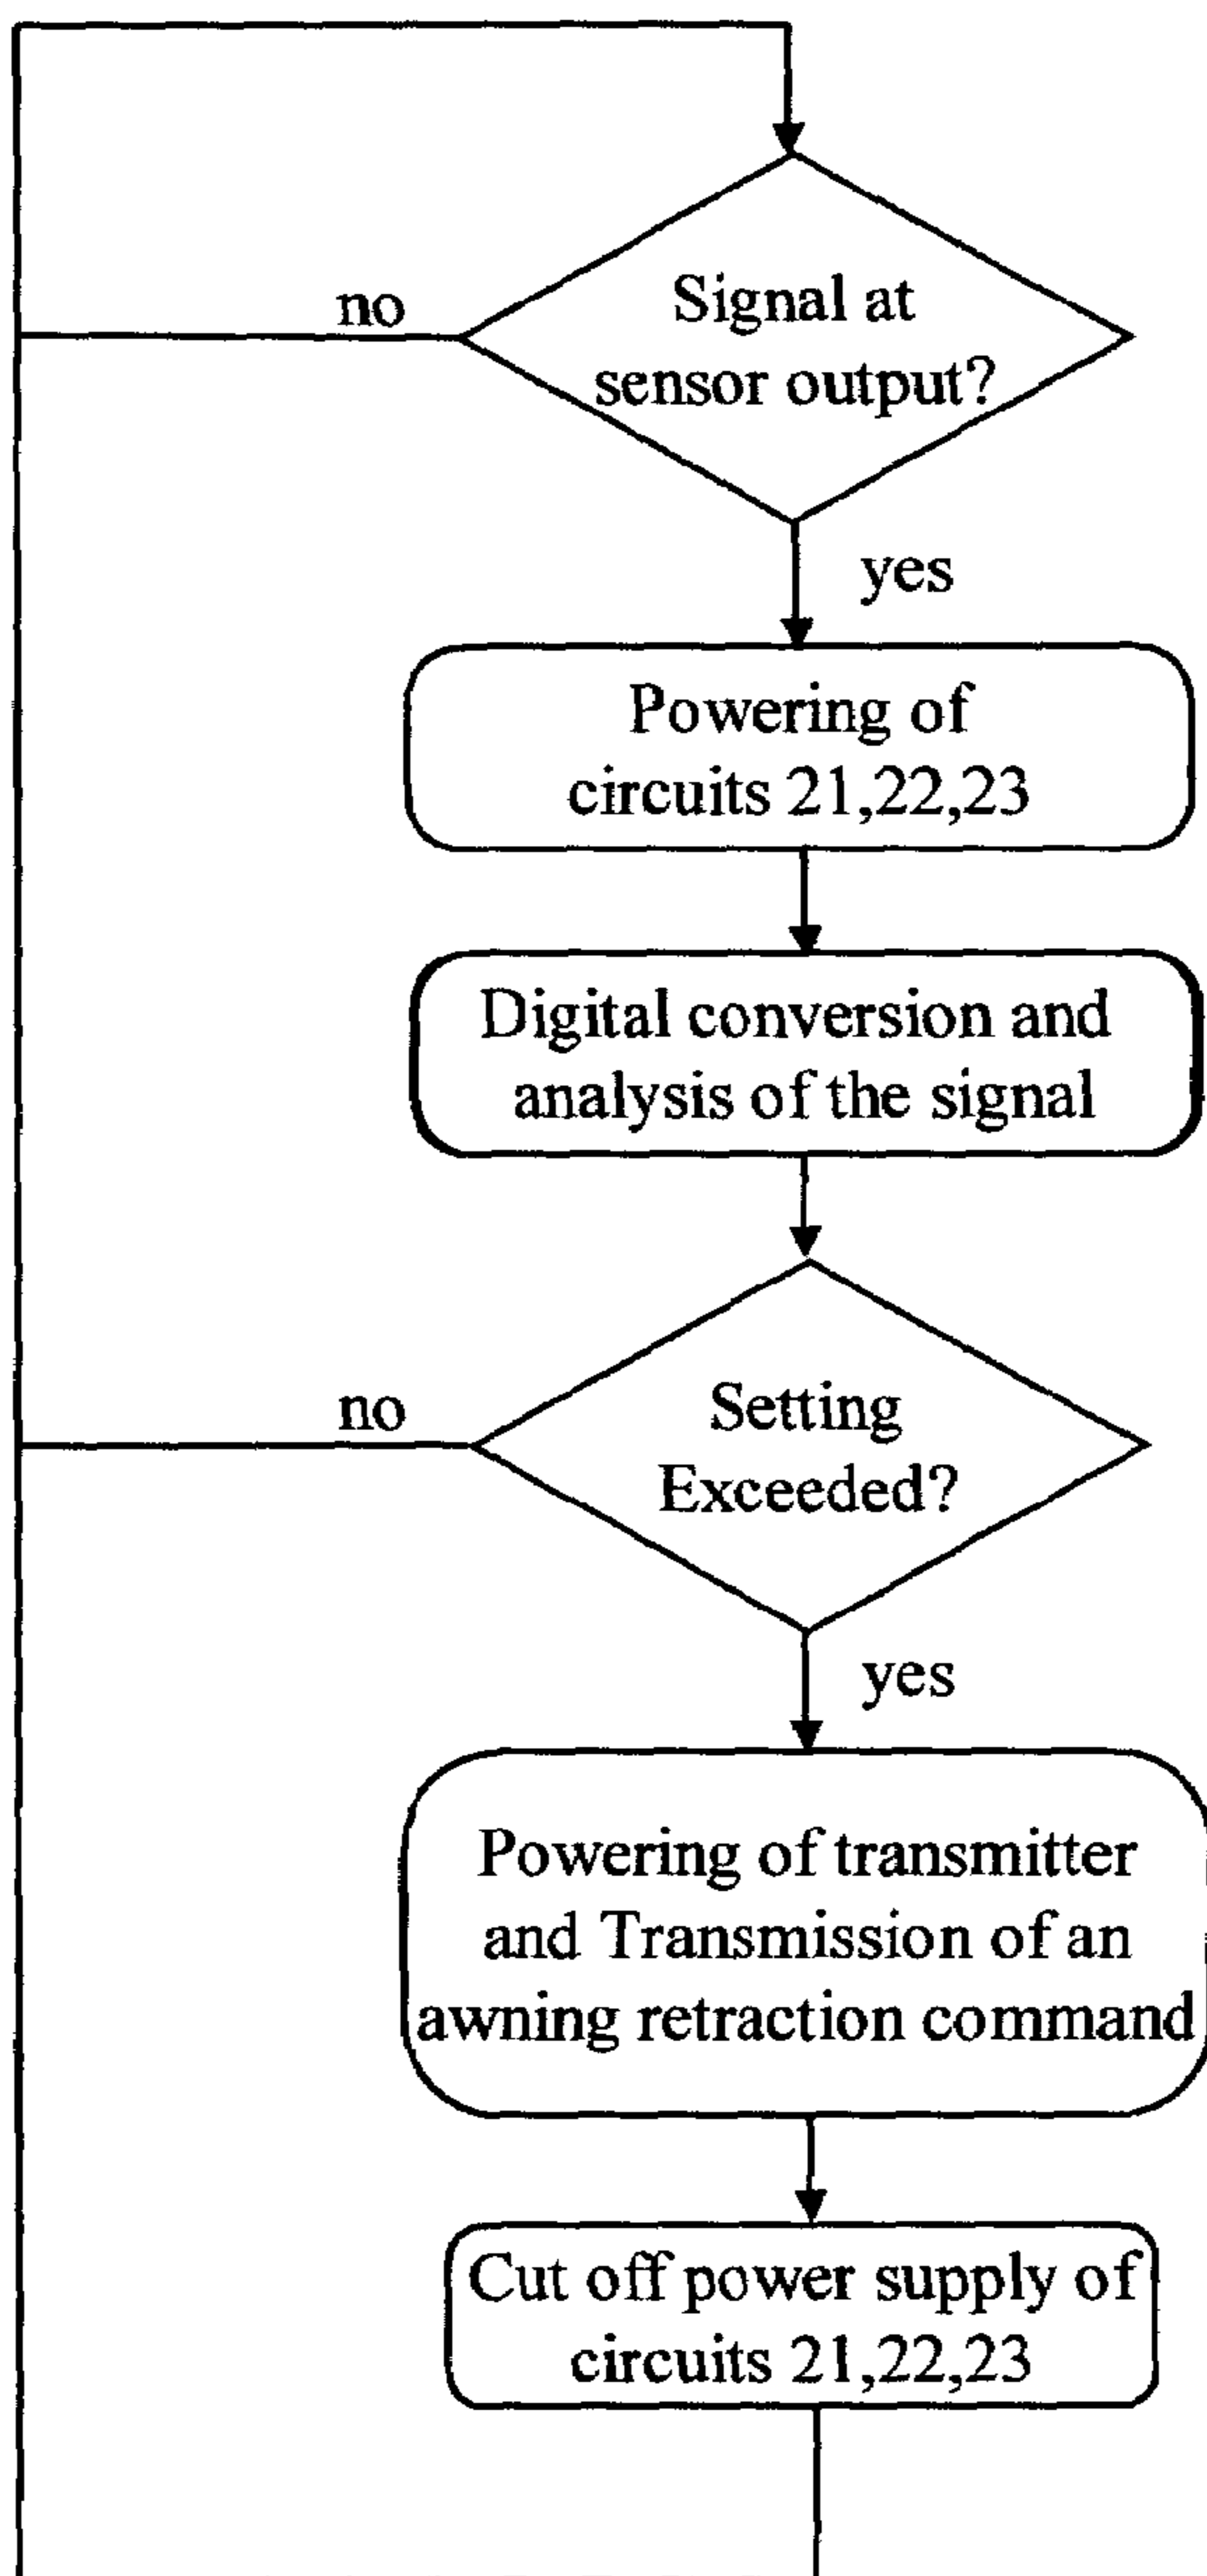 no
Signal at
sensor output?
yes
Powering of
circuits 21,22,23
Digital conversion and
analysis of the signal
no
Setting
Exceeded?
yes
Powering of transmitter
and Transmission of an
awning retraction command
Cut off power supply of
circuits 21,22,23